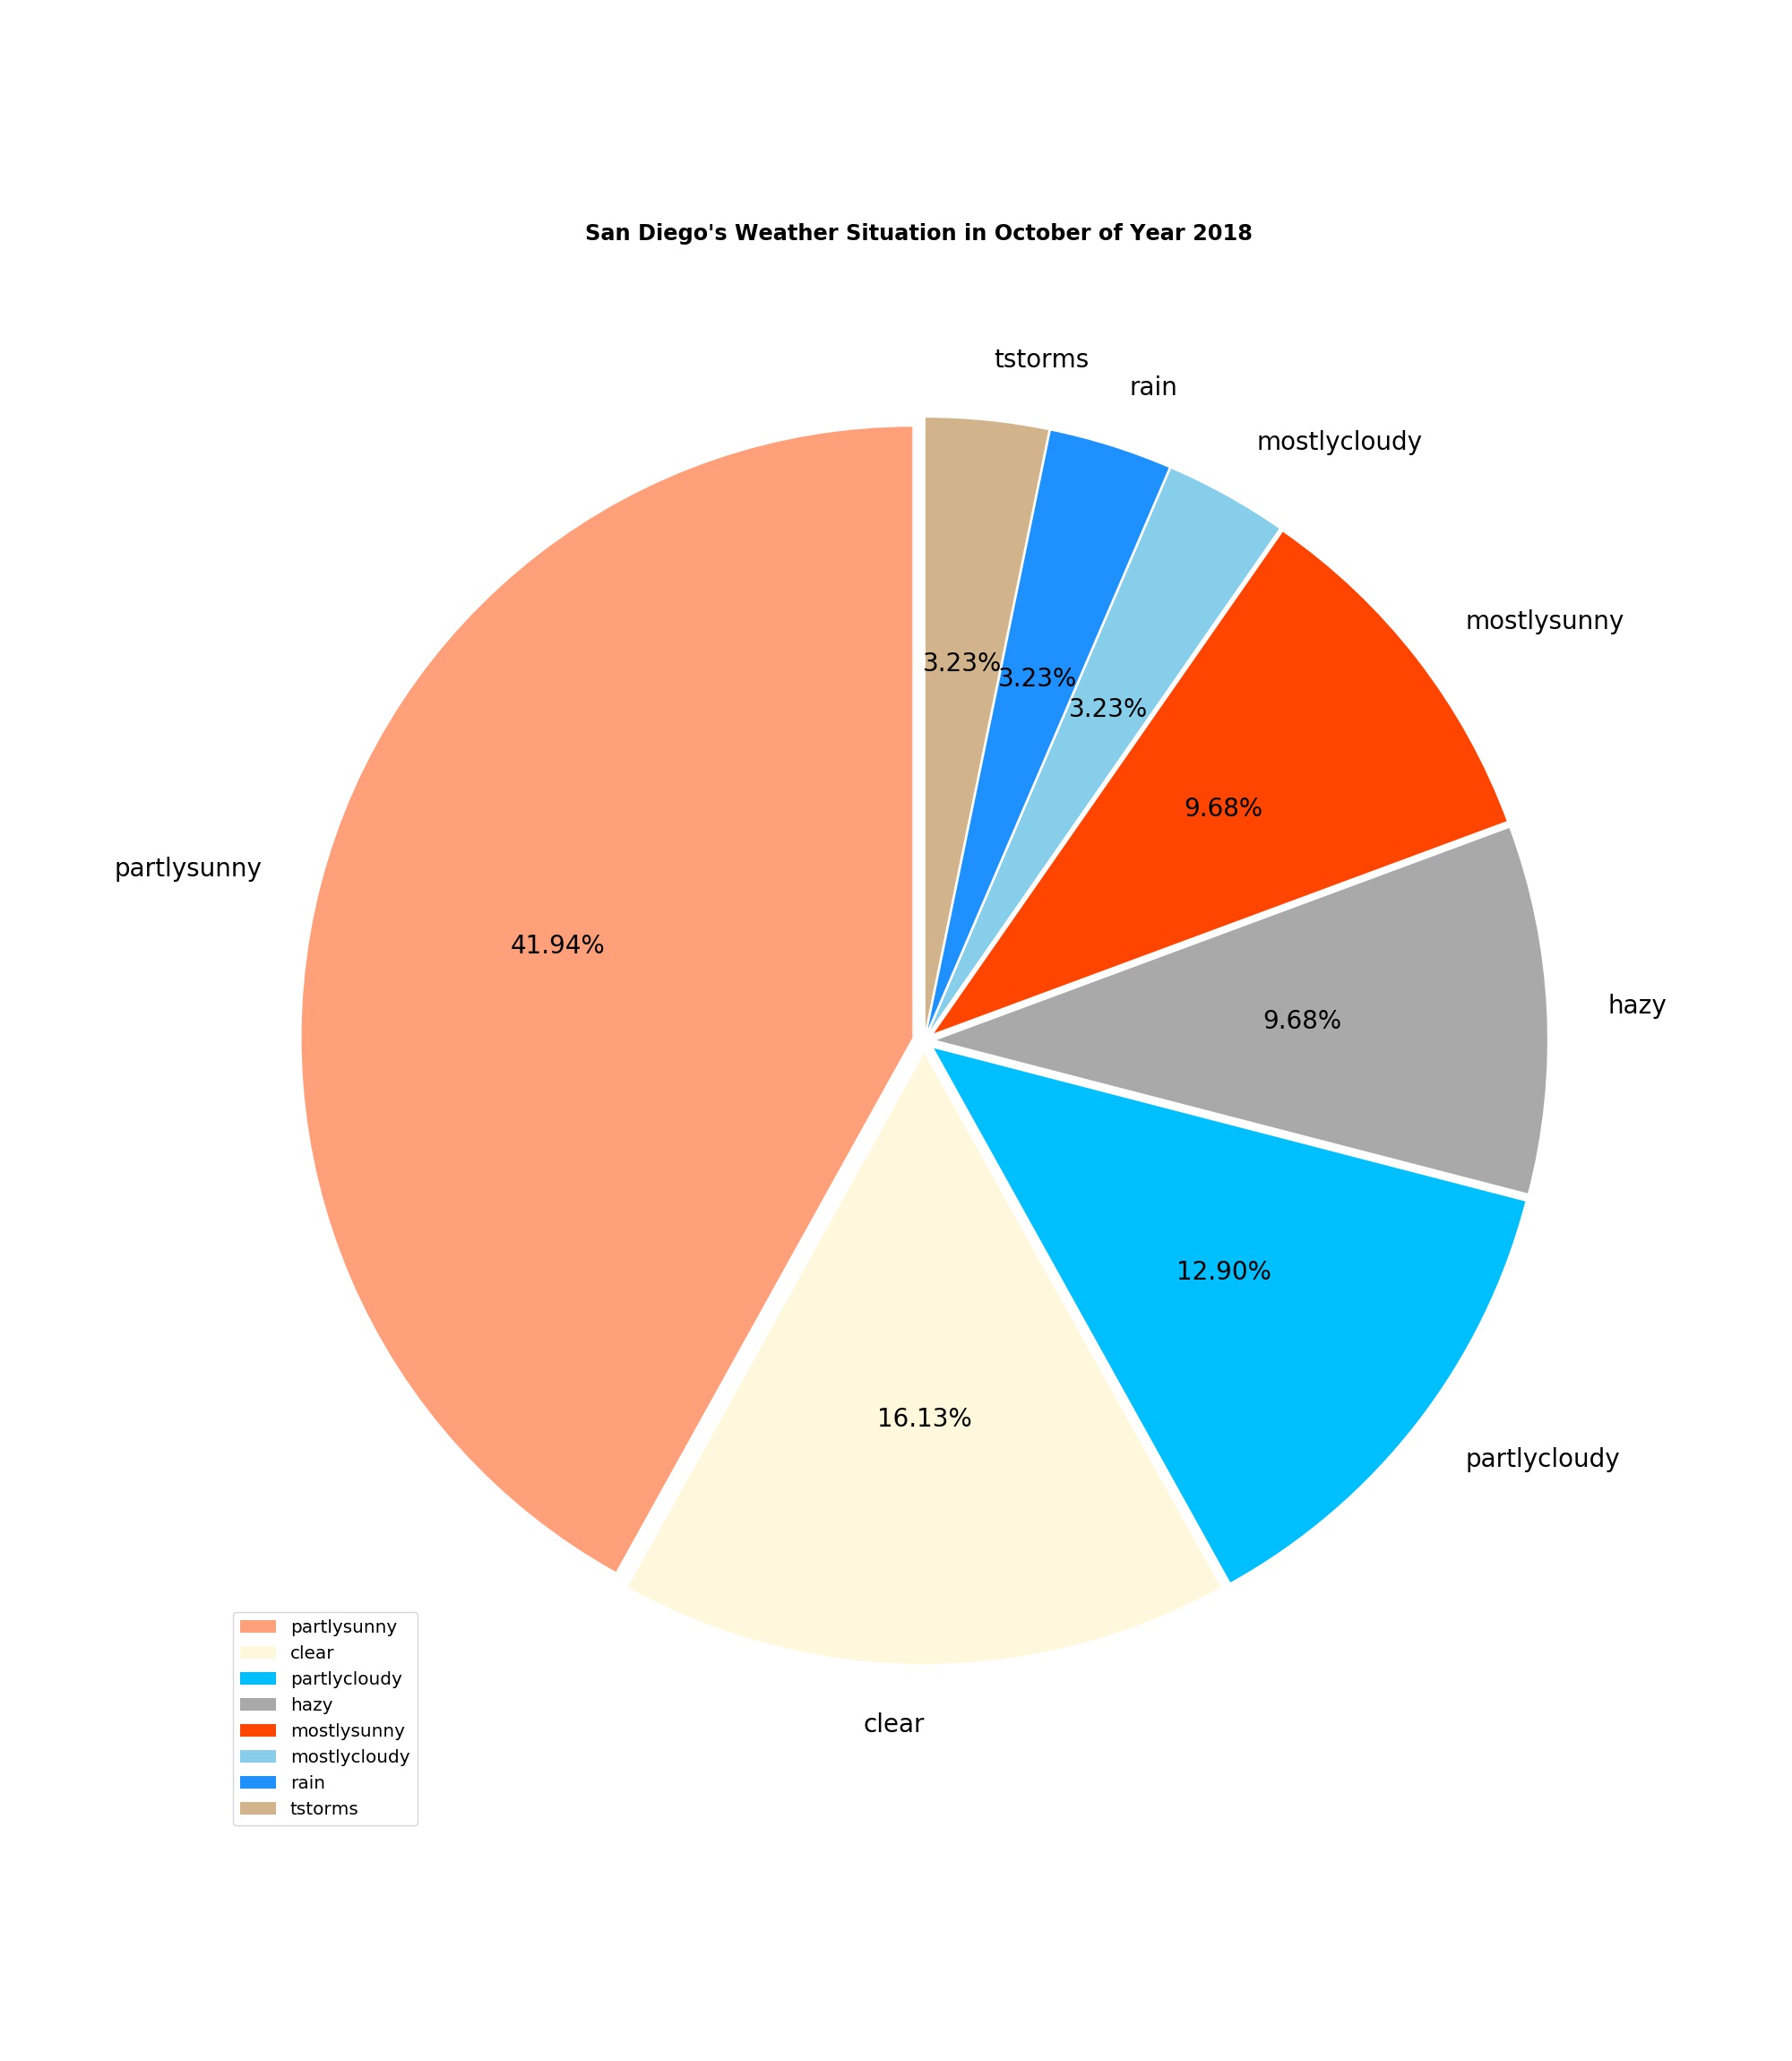 San Diego's Weather Situation in October of Year 2018
tstorms
rain
mostlycloudy
mostlysunny
3.23%
3.23%
3.23%
9.68%
partlysunny
41.94%
hazy
9.68%
12.90%
16.13%
partlycloudy
clear
partlysunny
clear
partlycloudy
hazy
mostlysunny
mostlycloudy
rain
tstorms